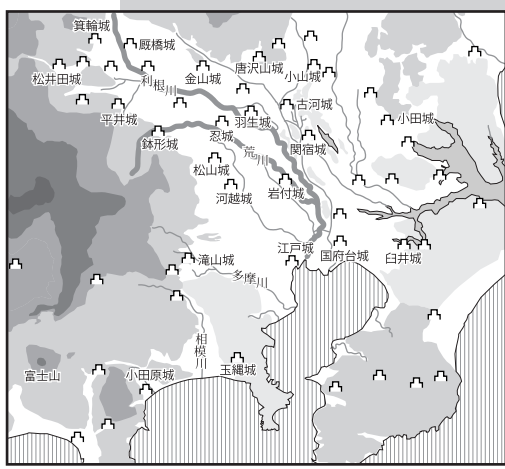 箕輪城
厩橋城
松井田城
利根川
金山城
唐沢山城
小山城
平井城
古河城
小田城
羽生城
忍城
鉢形城
荒川
関宿城
松山城
河越城
岩付城
江戸城
国府台城
臼井城
滝山城
多摩川
相模川
富士山
小田原城
玉縄城